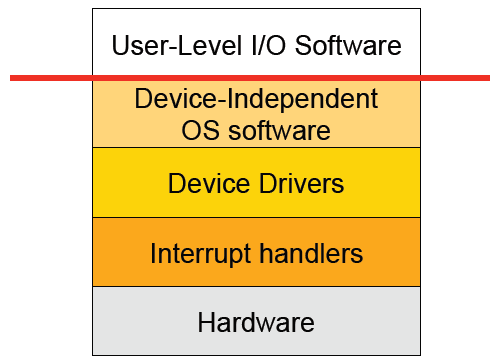 User-Level I/O Software
Device-Independent
OS software
Device Drivers
Interrupt handlers
Hardware